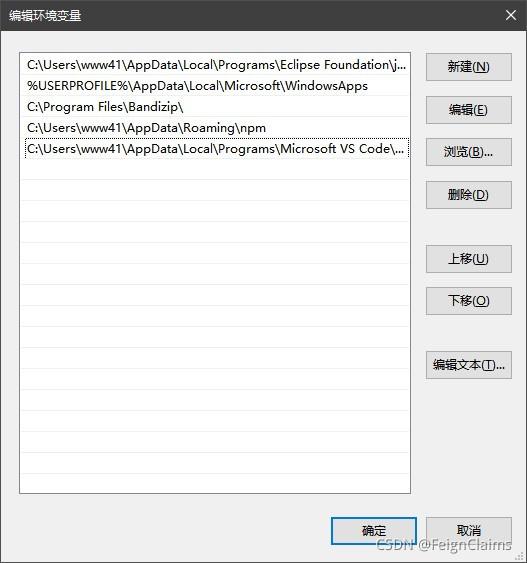 编辑环境变量
C:\Users\www41\AppData\Local\Programs\Eclipse Foundation\j...
%USERPROFILE%\AppData\Local\Microsoft\WindowsApps
C:\Program Files\Bandizip\
C:\Users\www41\AppData\Roaming\npm
C:\Users\www41\AppData\Local\Programs\Microsoft VS Code\...
新建(N)
编辑(E)
浏览(B)...
删除(D)
上移(U)
下移(O)
编辑文本(T)...
确定
取消
CSDN @FeignClaims